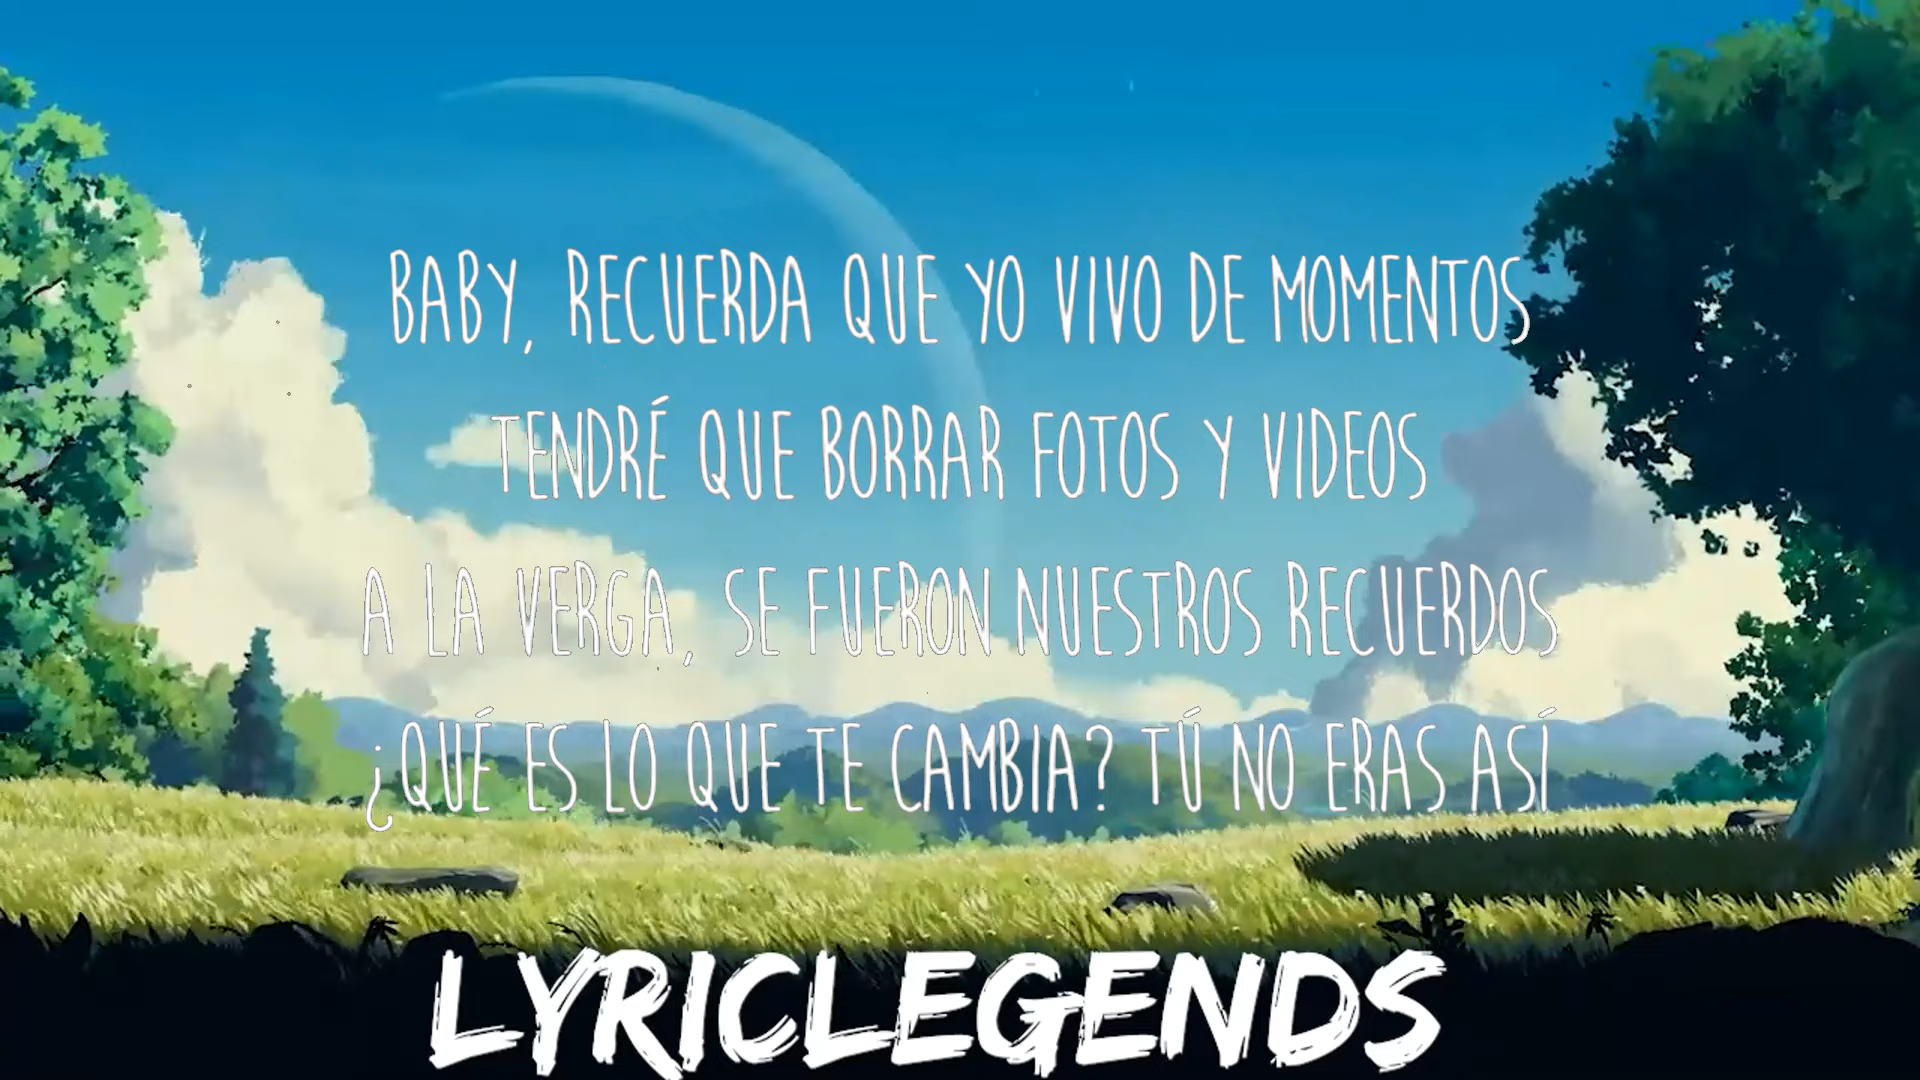 BABY, RECUERDA QUE YO VIVO DE MOMENTOS
TENDRÉ QUE BORRAR FOTOS Y VIDEOS
A LA VERGA, SE FUERON NUESTROS RECUERDOS
¿QUÉ ES LO QUE TE CAMBIA? TÚ NO ERAS ASÍ
LYRICLEGENDS